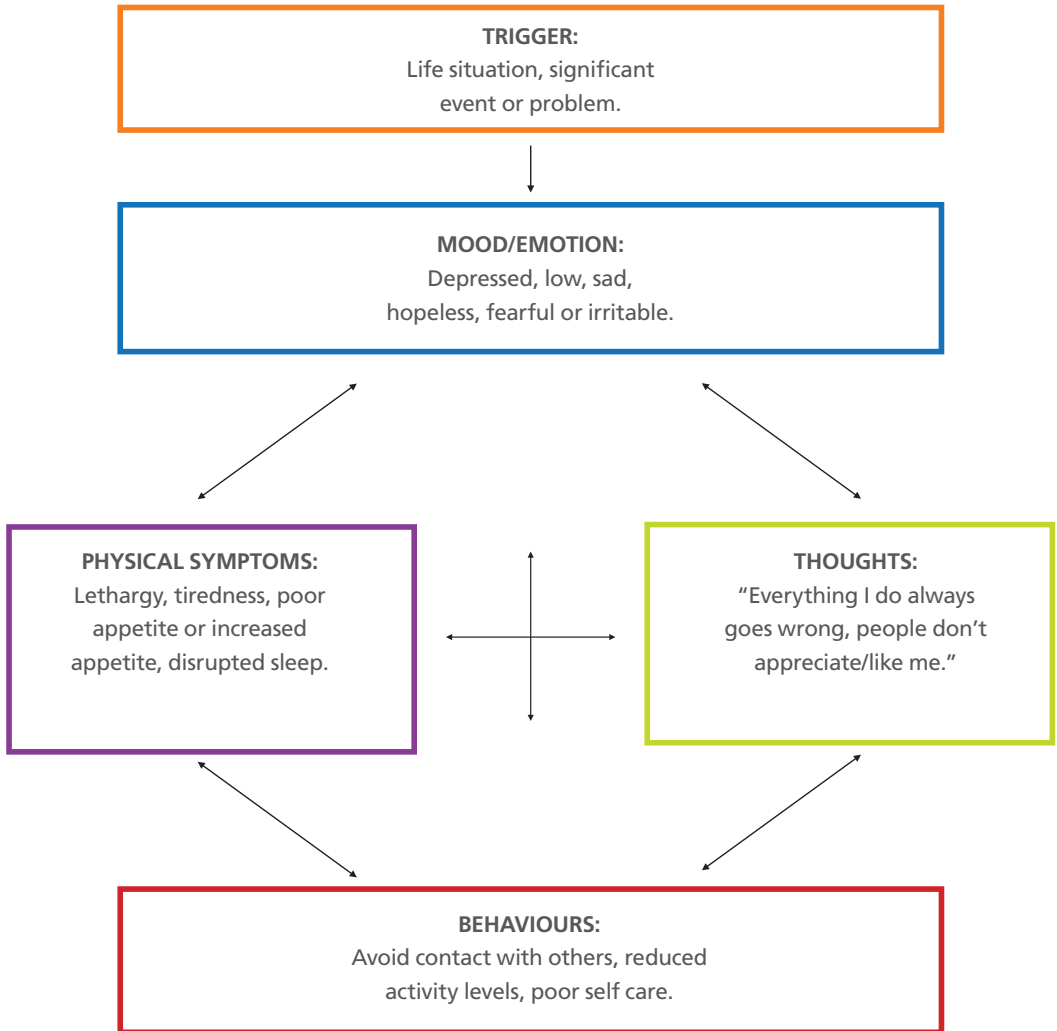 TRIGGER:
Life situation, significant
event or problem.
MOOD/EMOTION:
Depressed, low, sad,
hopeless, fearful or irritable.
PHYSICAL SYMPTOMS:
Lethargy, tiredness, poor
appetite or increased
appetite, disrupted sleep.
THOUGHTS:
"Everything I do always
goes wrong, people don't
appreciate/like me."
BEHAVIOURS:
Avoid contact with others, reduced
activity levels, poor self care.